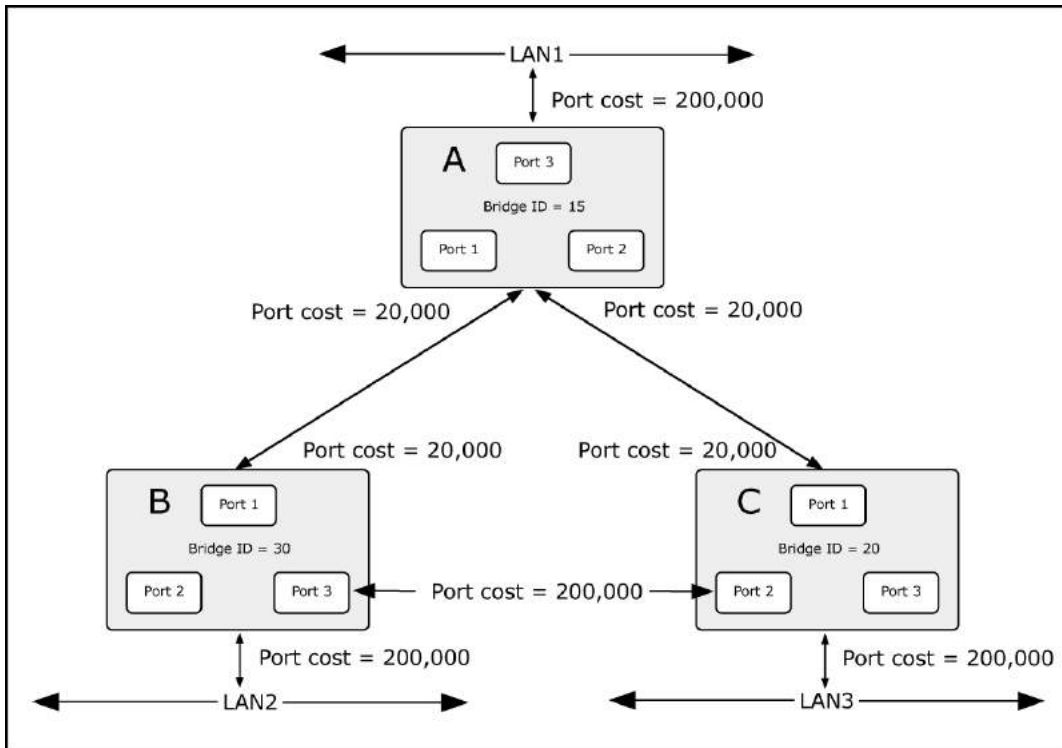 LAN1
Port cost = 200,000
A
Port 3
Bridge ID = 15
Port 1
Port 2
Port cost = 20,000
Port cost = 20,000
Port cost = 20,000
Port cost = 20,000
B
Port 1
Bridge ID = 30
Port 2
Port 3
Port cost = 200,000
C
Port 1
Bridge ID = 20
Port 2
Port 3
Port cost = 200,000
Port cost = 200,000
LAN2
LAN3